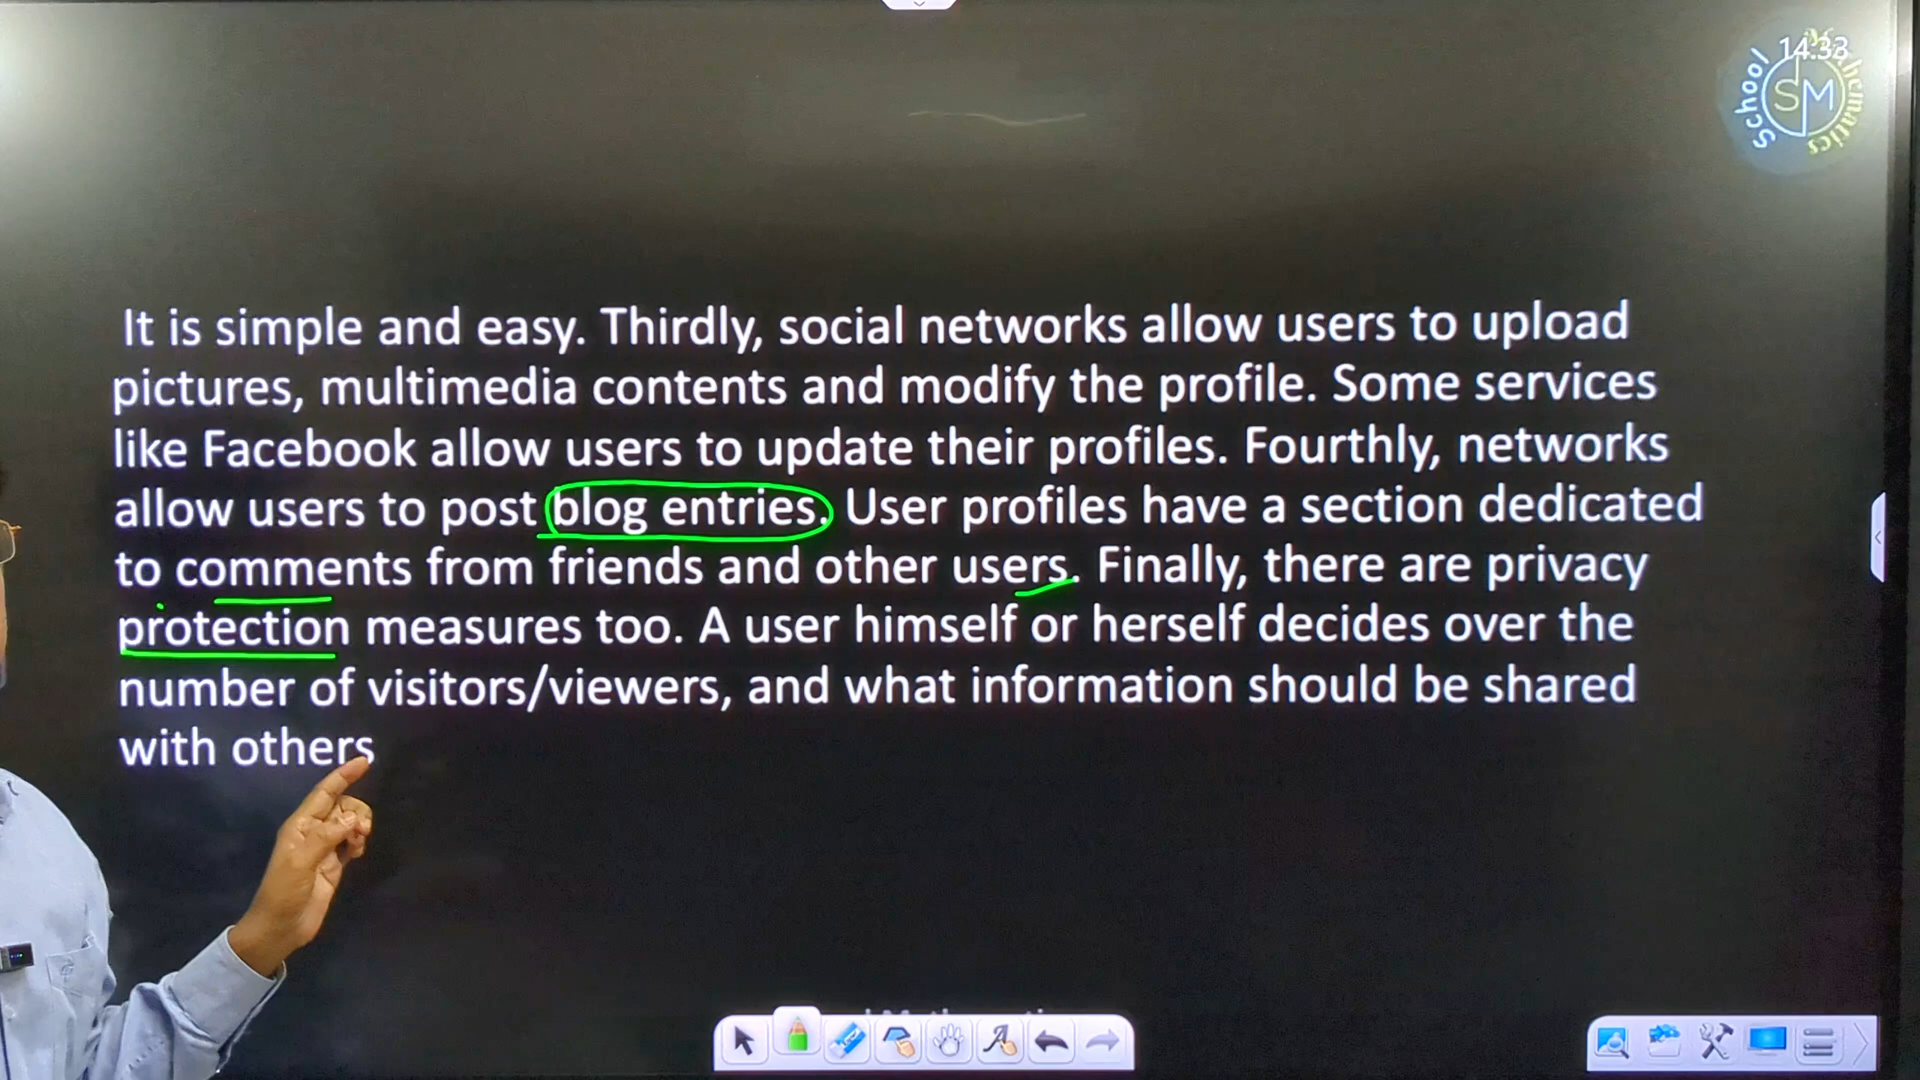 14:33
School
SM
Mathematics
It is simple and easy. Thirdly, social networks allow users to upload
pictures, multimedia contents and modify the profile. Some services
like Facebook allow users to update their profiles. Fourthly, networks
allow users to post blog entries. User profiles have a section dedicated
to comments from friends and other users. Finally, there are privacy
protection measures too. A user himself or herself decides over the
number of visitors/viewers, and what information should be shared
with others